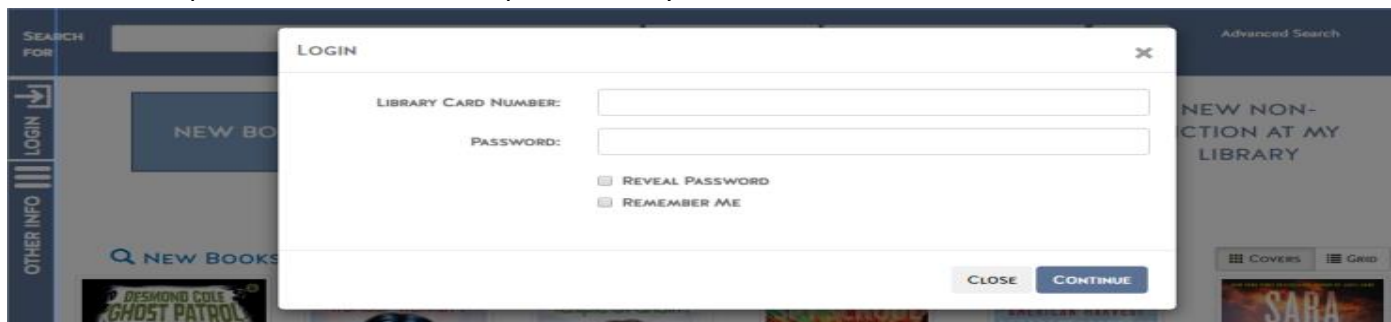 SEARCH
FOR
Advanced Search
LOGIN
LOGIN
OTHER INFO
LIBRARY CARD NUMBER:
PASSWORD:
REVEAL PASSWORD
REMEMBER ME
CLOSE CONTINUE
NEW BO
NEW NON-
CTION AT MY
LIBRARY
NEW BOOKS
COVERS GRID
DESMOND COLE
GHOST PATROL
SARA